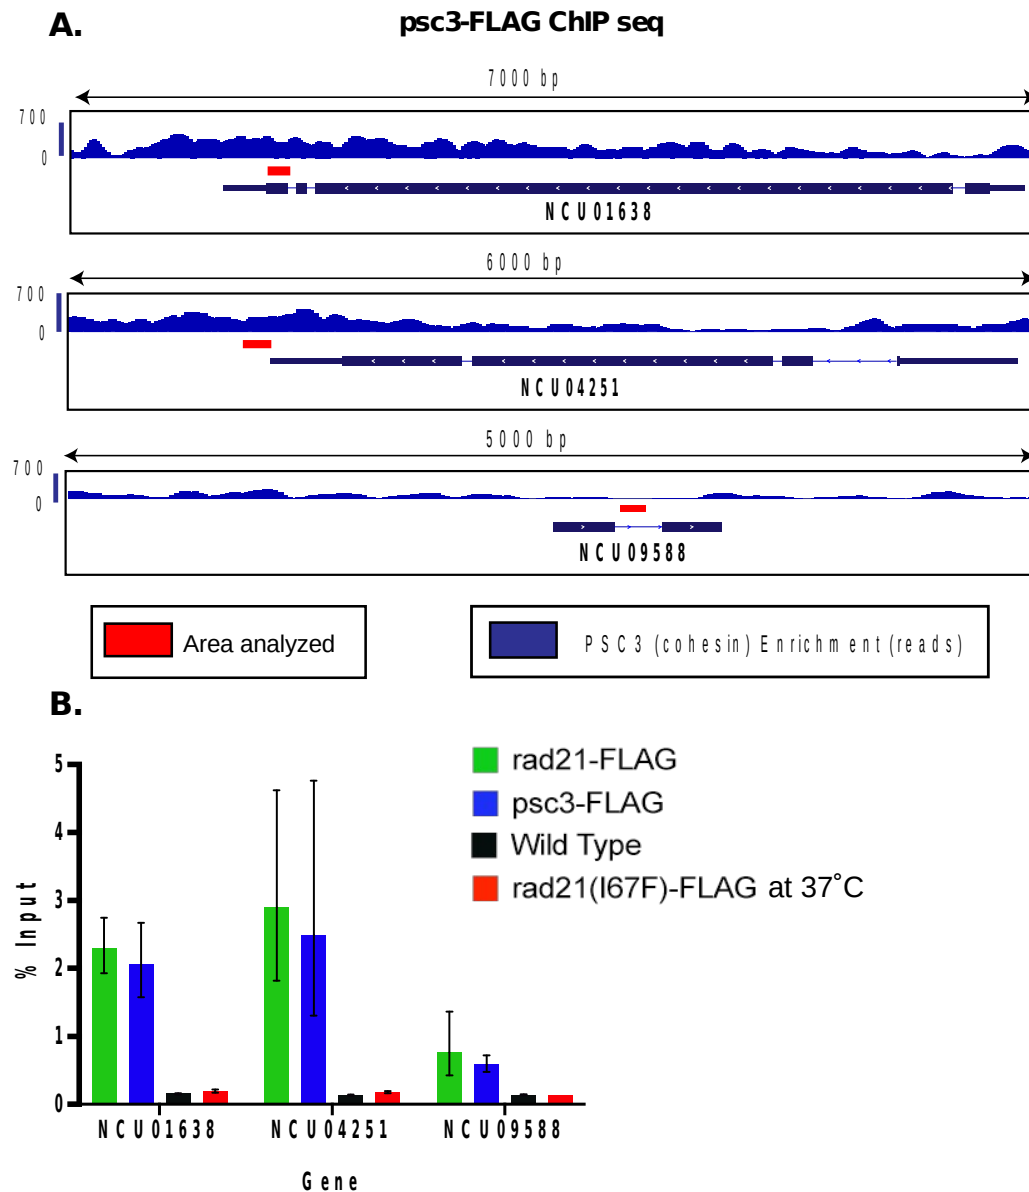 A.
psc3-FLAG ChIP seq
7000 bp
700
0
NCU01638
6000 bp
700
0
NCU04251
5000 bp
700
0
NCU09588
Area analyzed
PSC3 (cohesin) Enrichment (reads)
B.
rad21-FLAG
psc3-FLAG
Wild Type
rad21(I67F)-FLAG at 37˚C
% Input
5
4
3
2
1
0
NCU01638 NCU04251 NCU09588
Gene